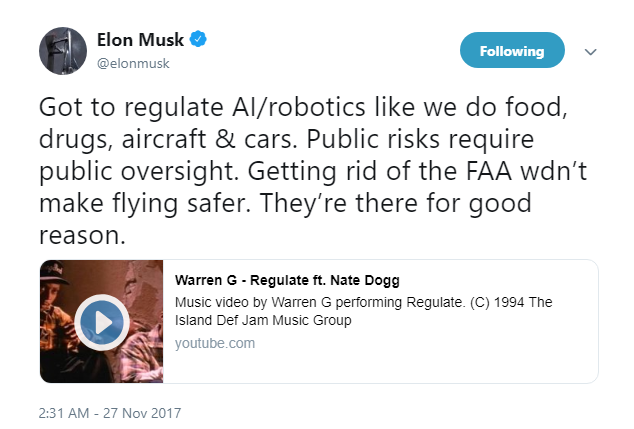 Elon Musk
@elonmusk
Following
Got to regulate AI/robotics like we do food,
drugs, aircraft & cars. Public risks require
public oversight. Getting rid of the FAA wdn't
make flying safer. They're there for good
reason.
Warren G - Regulate ft. Nate Dogg
Music video by Warren G performing Regulate. (C) 1994 The
Island Def Jam Music Group
youtube.com
2:31 AM - 27 Nov 2017